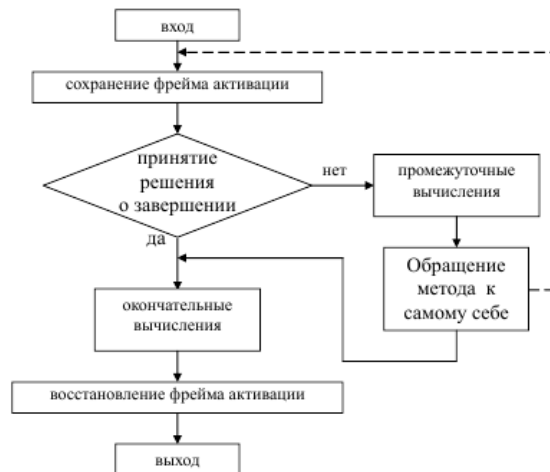 вход
сохранение фрейма активации
принятие
решения
о завершении
нет
промежуточные
вычисления
да
Обращение
метода к
самому себе
окончательные
вычисления
восстановление фрейма активации
выход